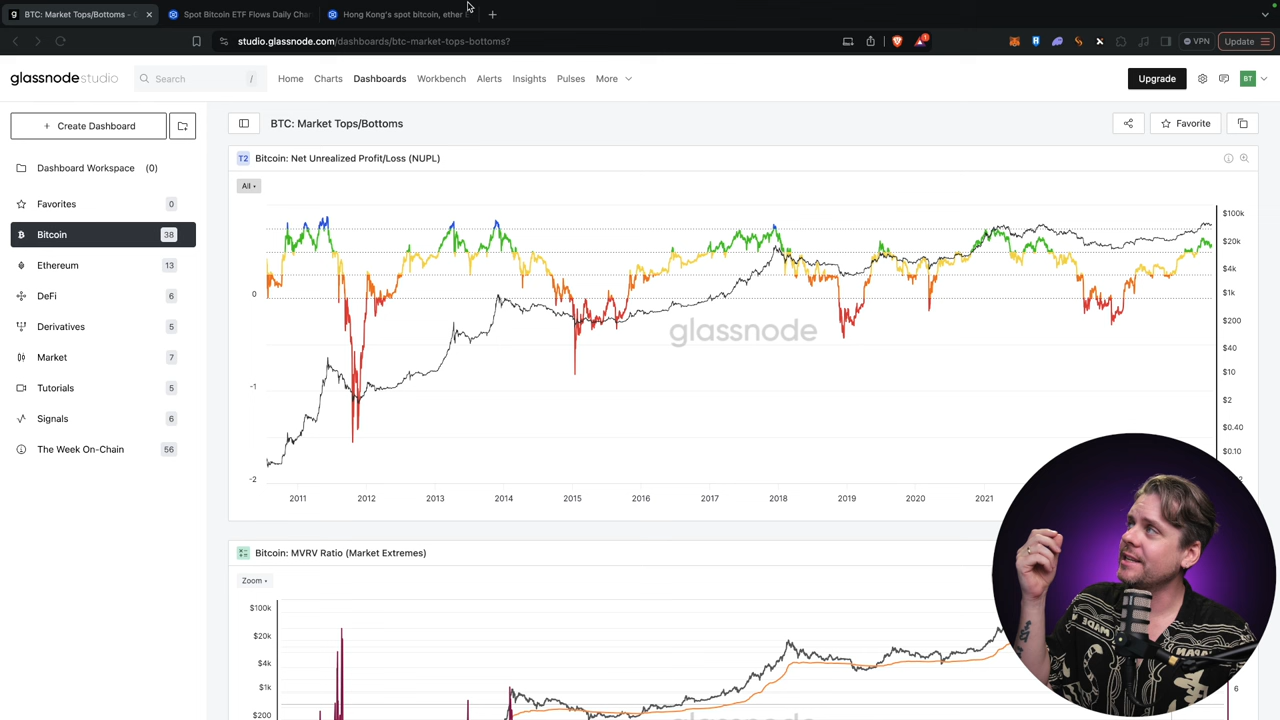 BTC: Market Tops/Bottoms -
Spot Bitcoin ETF Flows Daily Char
Hong Kong's spot bitcoin, ether
studio.glassnode.com/dashboards/btc-market-tops-bottoms?
1
VPN
Update
glassnodestudio
Search /
Home
Charts
Dashboards
Workbench
Alerts
Insights
Pulses
More
Upgrade
BT
+ Create Dashboard
Dashboard Workspace (0)
Favorites 0
Bitcoin 38
Ethereum 13
DeFi 6
Derivatives 5
Market 7
Tutorials 5
Signals 6
The Week On-Chain 56
BTC: Market Tops/Bottoms
Favorite
T2 Bitcoin: Net Unrealized Profit/Loss (NUPL)
All
0
-1
-2
$100k
$20k
$4k
$1k
$200
$40
$10
$2
$0.40
$0.10
glassnode
2011 2012 2013 2014 2015 2016 2017 2018 2019 2020 2021
Bitcoin: MVRV Ratio (Market Extremes)
Zoom
$100k
$20k
$4k
$1k
$200
6